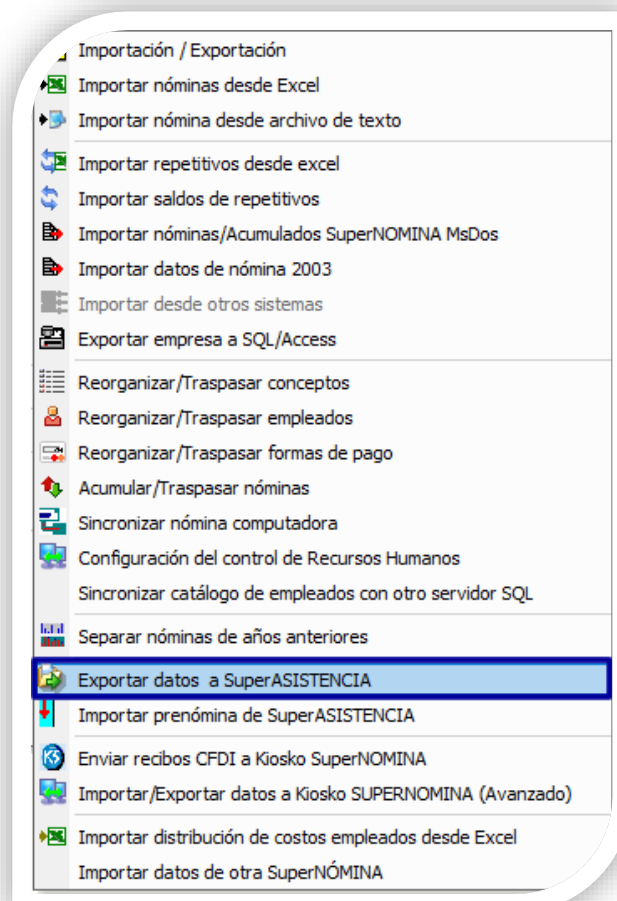 Importación / Exportación
Importar nóminas desde Excel
Importar nómina desde archivo de texto
Importar repetitivos desde excel
Importar saldos de repetitivos
Importar nóminas/Acumulados SuperNOMINA MsDos
Importar datos de nómina 2003
Importar desde otros sistemas
Exportar empresa a SQL/Access
Reorganizar/Traspasar conceptos
Reorganizar/Traspasar empleados
Reorganizar/Traspasar formas de pago
Acumular/Traspasar nóminas
Sincronizar nómina computadora
Configuración del control de Recursos Humanos
Sincronizar catálogo de empleados con otro servidor SQL
Separar nóminas de años anteriores
Exportar datos  a SuperASISTENCIA
Importar prenómina de SuperASISTENCIA
Enviar recibos CFDI a Kiosko SuperNOMINA
Importar/Exportar datos a Kiosko SUPERNOMINA (Avanzado)
Importar distribución de costos empleados desde Excel
Importar datos de otra SuperNÓMINA